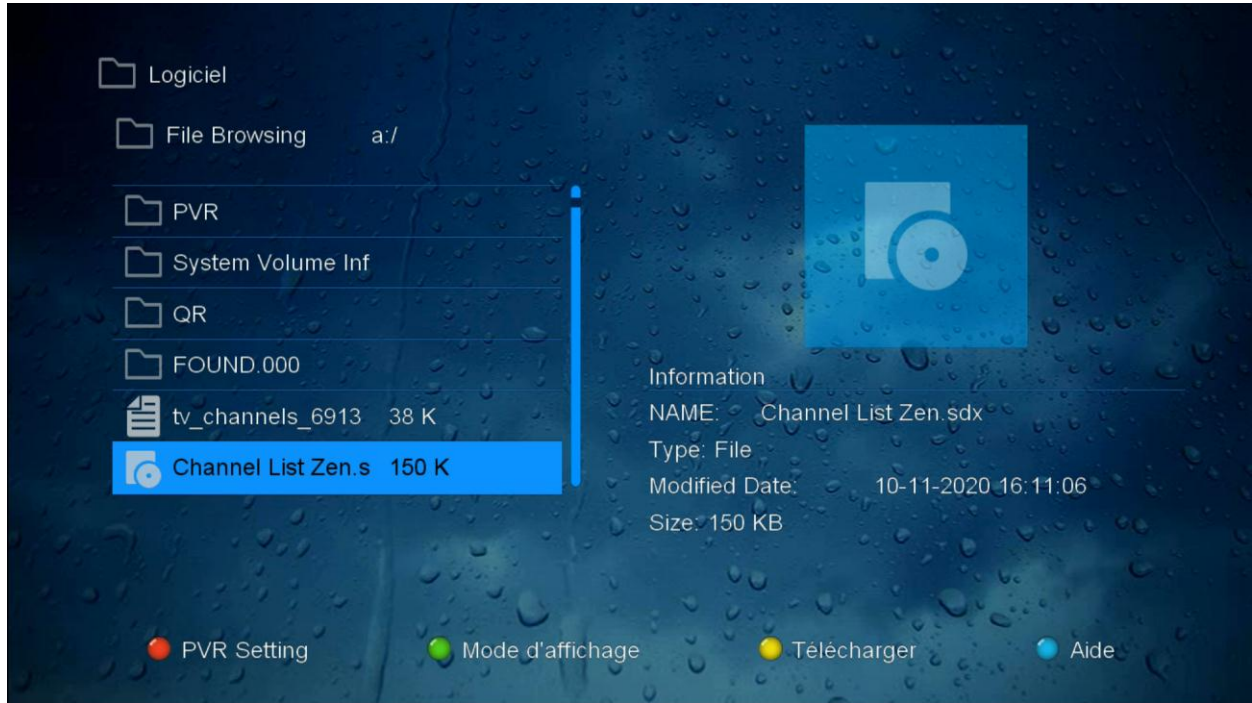 Logiciel
File Browsing a:/
PVR
System Volume Inf
QR
FOUND.000
tv_channels_6913 38 K
Channel List Zen.s 150 K
Information
NAME: Channel List Zen.sdx
Type: File
Modified Date: 10-11-2020 16:11:06
Size: 150 KB
PVR Setting Mode d'affichage Télécharger Aide